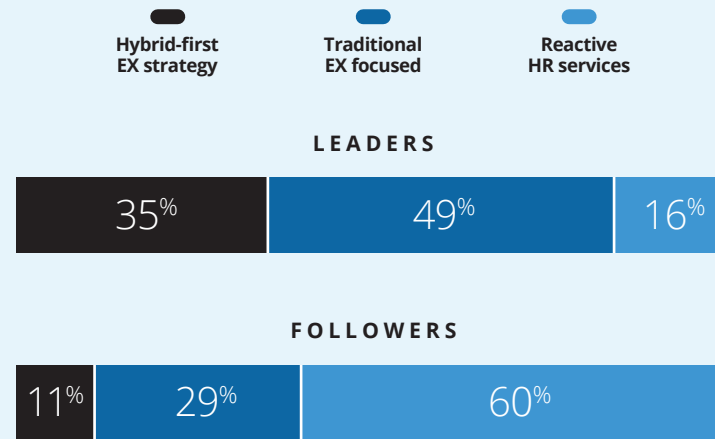 Hybrid-first
EX strategy
Traditional
EX focused
Reactive
HR services
LEADERS
35%
49%
16%
FOLLOWERS
11%
29%
60%